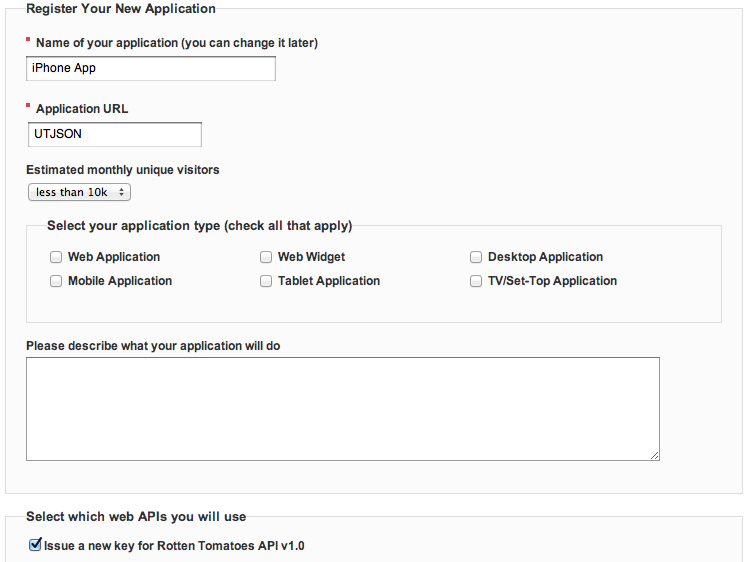 Register Your New Application
Name of your application (you can change it later)
iPhone App
Application URL
UTJSON
Estimated monthly unique visitors
less than 10k
Select your application type (check all that apply)
Web Application Web Widget Desktop Application
Mobile Application Tablet Application TV/Set-Top Application
Please describe what your application will do
Select which web APIs you will use
Issue a new key for Rotten Tomatoes API v1.0